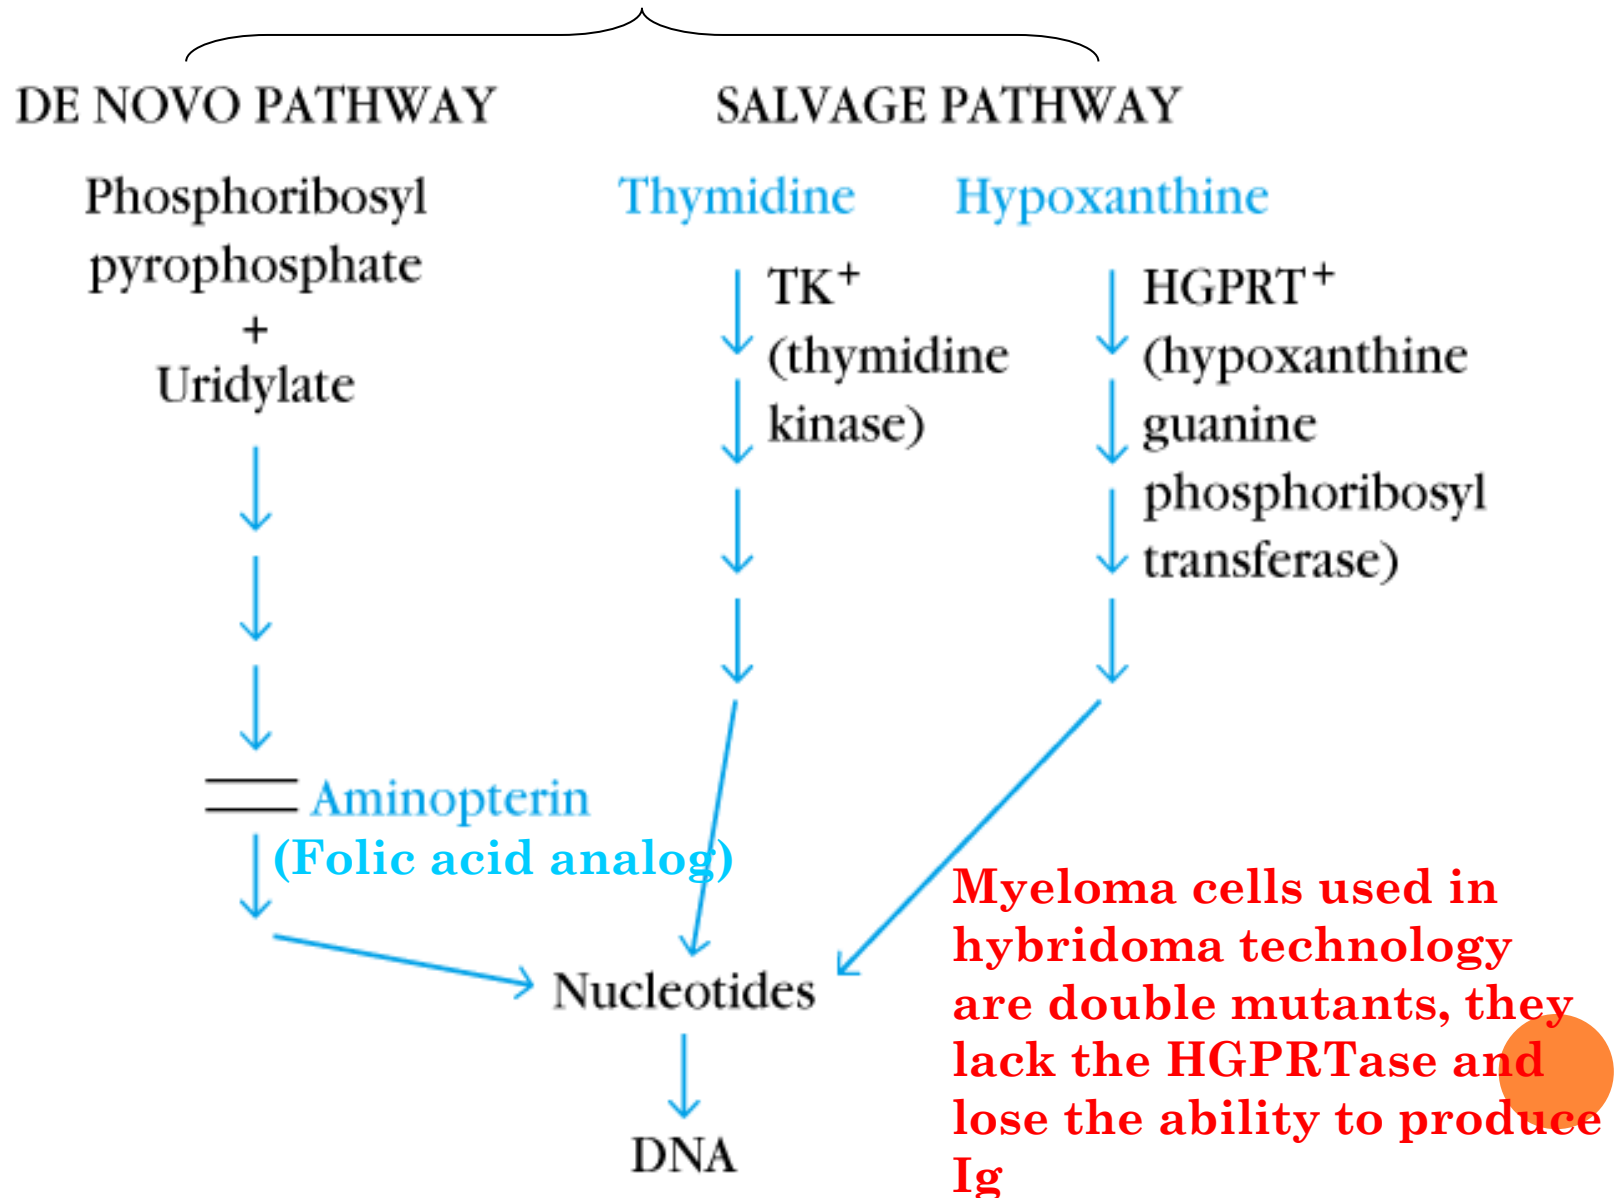 DE NOVO PATHWAY
SALVAGE PATHWAY
Phosphoribosyl
pyrophosphate
+
Uridylate
Thymidine
TK⁺
(thymidine
kinase)
Hypoxanthine
HGPRT⁺
(hypoxanthine
guanine
phosphoribosyl
transferase)
Aminopterin
(Folic acid analog)
Nucleotides
DNA
Myeloma cells used in
hybridoma technology
are double mutants, they
lack the HGPRTase and
lose the ability to produce
Ig